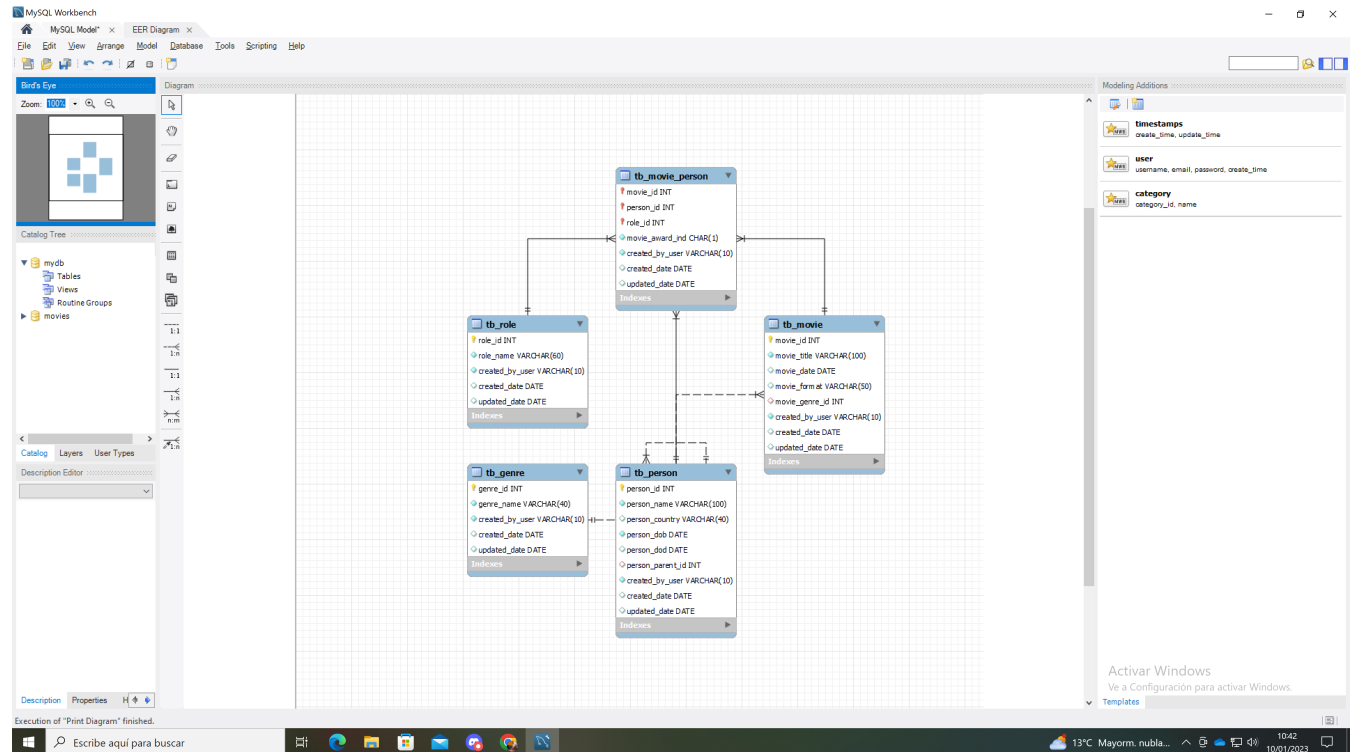 MySQL Workbench
MySQL Model* × EER Diagram ×
File Edit View Arrange Model Database Tools Scripting Help
Bird's Eye
Zoom: 100%
Diagram
Modeling Additions
timestamps
create_time, update_time
user
username, email, password, create_time
category
category_id, name
Catalog Tree
mydb
Tables
Views
Routine Groups
movies
1:1
1:n
1:1
1:n
n:m
1:n
tb_movie_person
movie_id INT
person_id INT
role_id INT
movie_award_ind CHAR(1)
created_by_user VARCHAR(10)
created_date DATE
updated_date DATE
Indexes
tb_role
role_id INT
role_name VARCHAR(60)
created_by_user VARCHAR(10)
created_date DATE
updated_date DATE
Indexes
tb_movie
movie_id INT
movie_title VARCHAR(100)
movie_date DATE
movie_format VARCHAR(50)
movie_genre_id INT
created_by_user VARCHAR(10)
created_date DATE
updated_date DATE
Indexes
tb_genre
genre_id INT
genre_name VARCHAR(40)
created_by_user VARCHAR(10)
created_date DATE
updated_date DATE
Indexes
tb_person
person_id INT
person_name VARCHAR(100)
person_country VARCHAR(40)
person_dob DATE
person_dod DATE
person_parent_id INT
created_by_user VARCHAR(10)
created_date DATE
updated_date DATE
Indexes
Catalog Layers User Types
Description Editor
Description Properties H
Activar Windows
Ve a Configuración para activar Windows.
Templates
Execution of "Print Diagram" finished.
Escribe aquí para buscar
13°C Mayorm. nubla...
10:42
10/01/2023